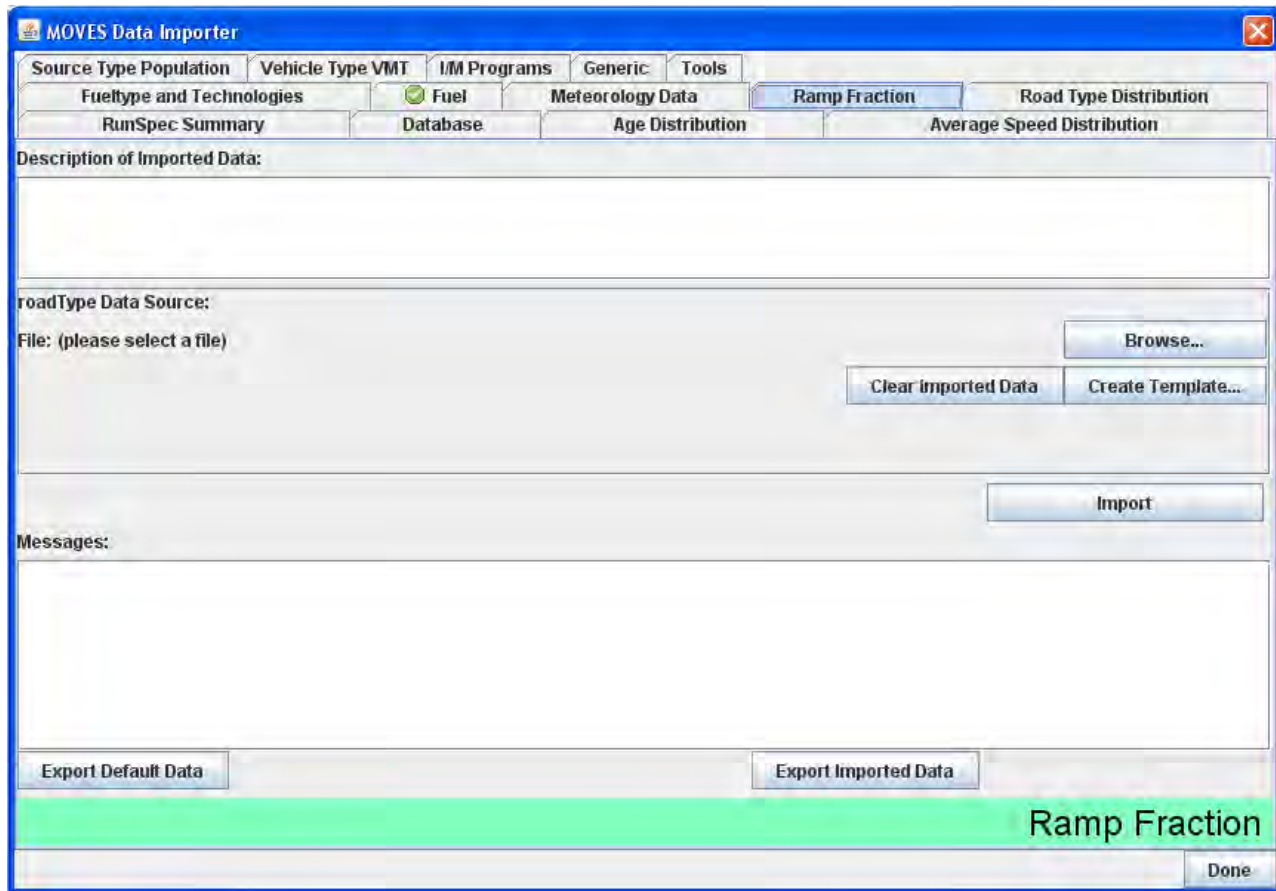 MOVES Data Importer
Source Type Population Vehicle Type VMT I/M Programs Generic Tools
Fueltype and Technologies Fuel Meteorology Data Ramp Fraction Road Type Distribution
RunSpec Summary Database Age Distribution Average Speed Distribution
Description of Imported Data:
roadType Data Source:
File: (please select a file) Browse...
Clear Imported Data Create Template...
Import
Messages:
Export Default Data Export Imported Data
Ramp Fraction
Done